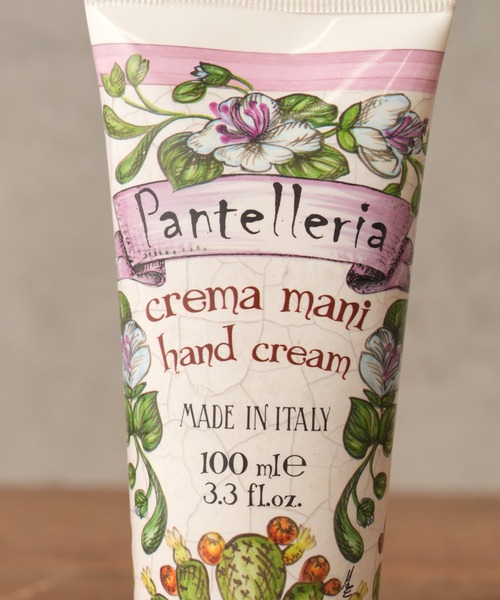 Pantelleria
crema mani
hand cream
MADE IN ITALY
100 ml℮
3.3 fl.oz.